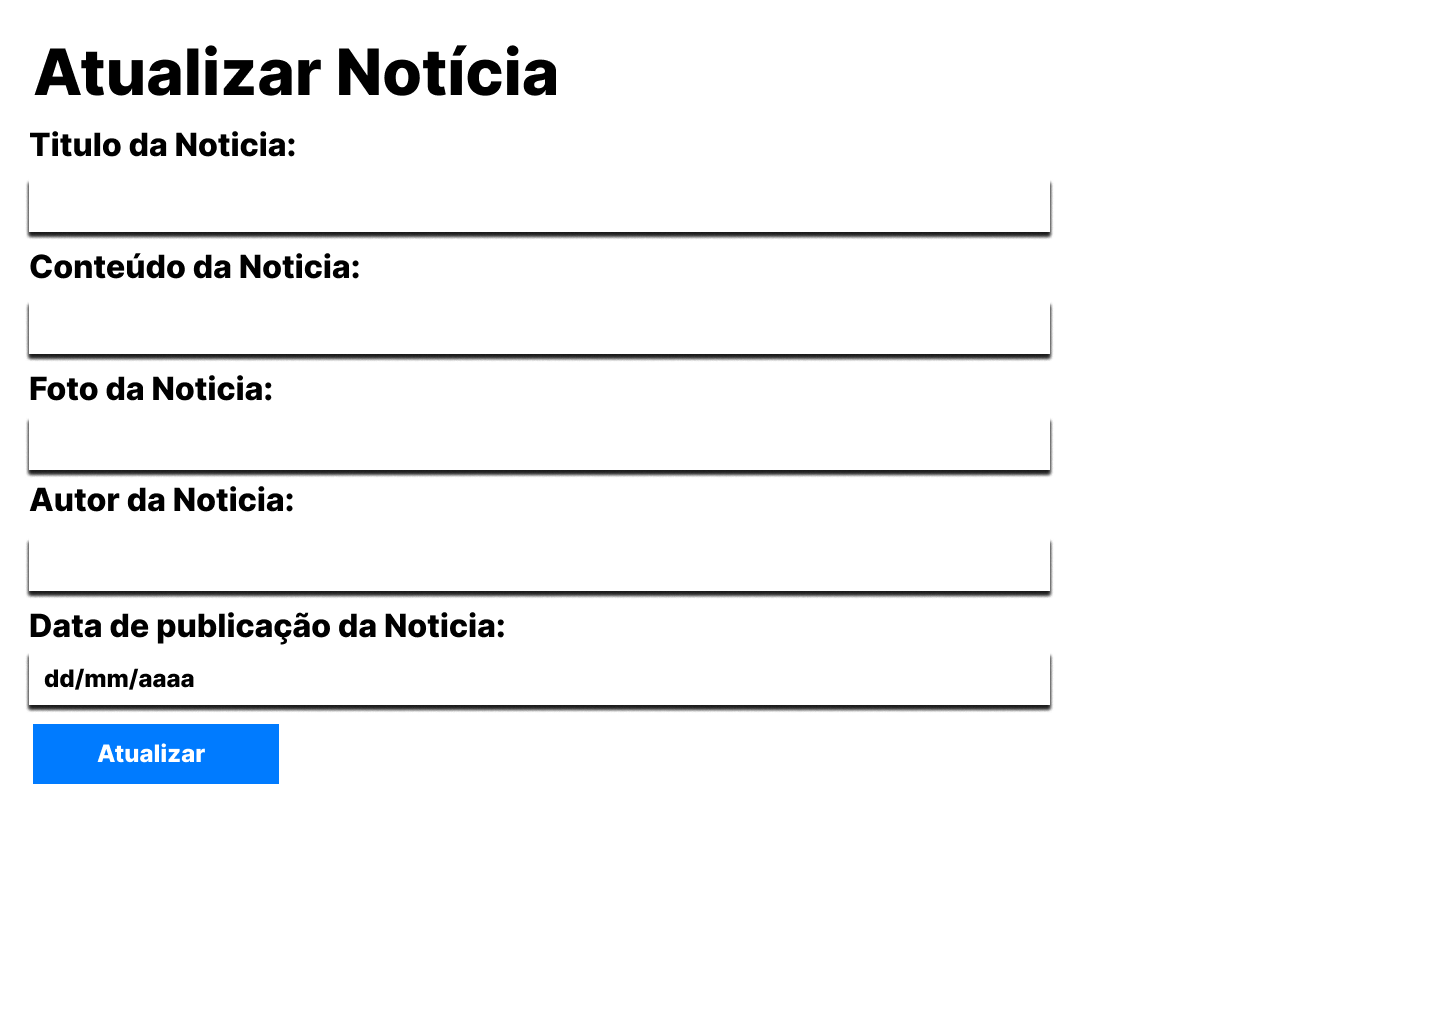 Atualizar Notícia
Titulo da Noticia:
Conteúdo da Noticia:
Foto da Noticia:
Autor da Noticia:
Data de publicação da Noticia:
dd/mm/aaaa
Atualizar